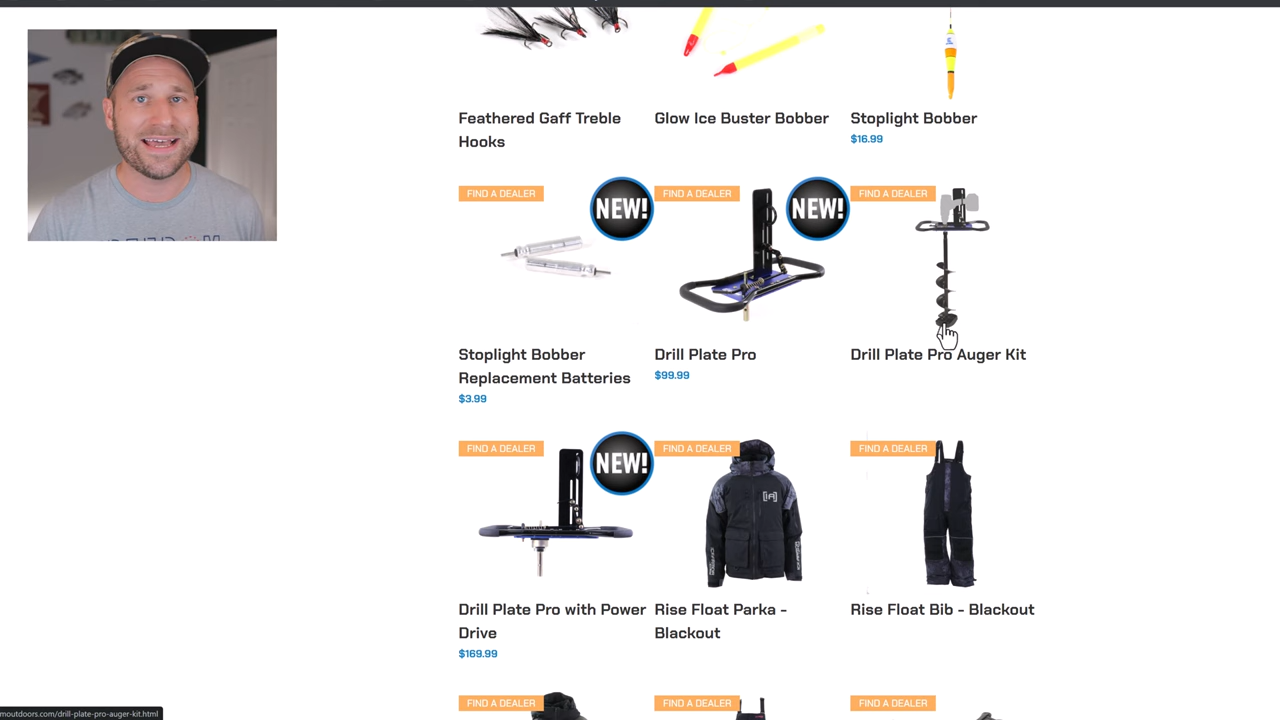 Feathered Gaff Treble
Hooks
Glow Ice Buster Bobber
Stoplight Bobber
$16.99
FIND A DEALER
NEW!
FIND A DEALER
NEW!
FIND A DEALER
Stoplight Bobber
Replacement Batteries
$3.99
Drill Plate Pro
$99.99
Drill Plate Pro Auger Kit
FIND A DEALER
NEW!
FIND A DEALER
FIND A DEALER
Drill Plate Pro with Power
Drive
$169.99
Rise Float Parka -
Blackout
Rise Float Bib - Blackout
FIND A DEALER
FIND A DEALER
FIND A DEALER
moutdoors.com/drill-plate-pro-auger-kit.html